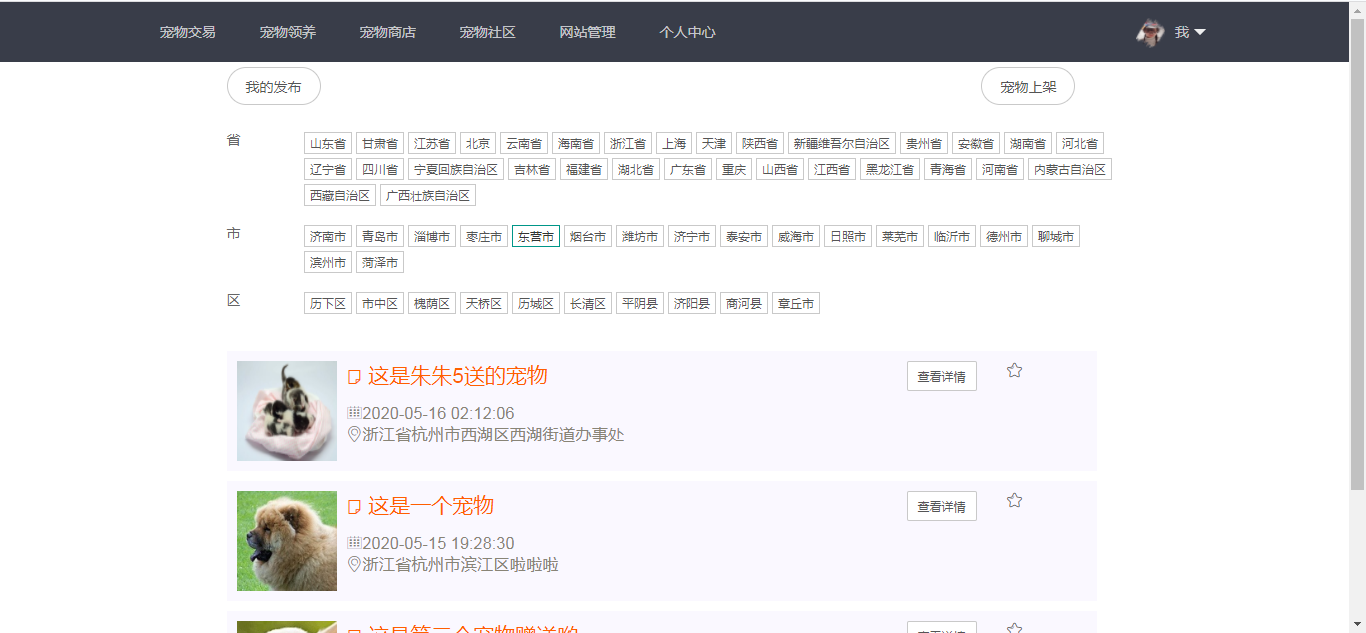 宠物交易 宠物领养 宠物商店 宠物社区 网站管理 个人中心 我
我的发布 宠物上架
省 山东省 甘肃省 江苏省 北京 云南省 海南省 浙江省 上海 天津 陕西省 新疆维吾尔自治区 贵州省 安徽省 湖南省 河北省
辽宁省 四川省 宁夏回族自治区 吉林省 福建省 湖北省 广东省 重庆 山西省 江西省 黑龙江省 青海省 河南省 内蒙古自治区
西藏自治区 广西壮族自治区
市 济南市 青岛市 淄博市 枣庄市 东营市 烟台市 潍坊市 济宁市 泰安市 威海市 日照市 莱芜市 临沂市 德州市 聊城市
滨州市 菏泽市
区 历下区 市中区 槐荫区 天桥区 历城区 长清区 平阴县 济阳县 商河县 章丘市
这是朱朱5送的宠物 查看详情
2020-05-16 02:12:06
浙江省杭州市西湖区西湖街道办事处
这是一个宠物 查看详情
2020-05-15 19:28:30
浙江省杭州市滨江区啦啦啦
这是第三个宠物赠送哟 查看详情